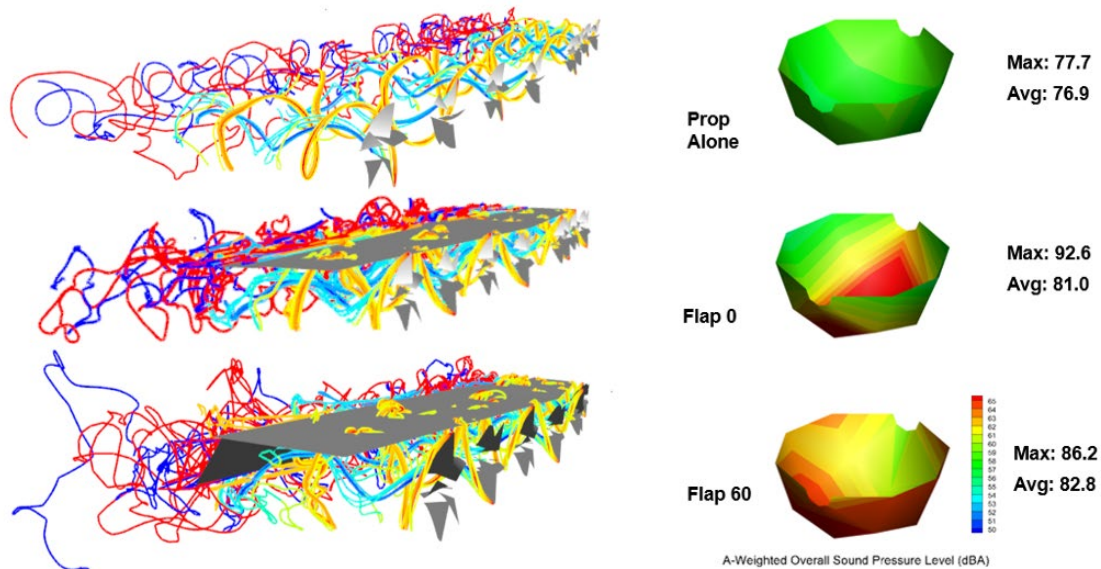 Prop
Alone
Max: 77.7
Avg: 76.9
Flap 0
Max: 92.6
Avg: 81.0
Flap 60
65
64
63
62
61
60
59
58
57
56
55
54
53
52
51
50
Max: 86.2
Avg: 82.8
A-Weighted Overall Sound Pressure Level (dBA)